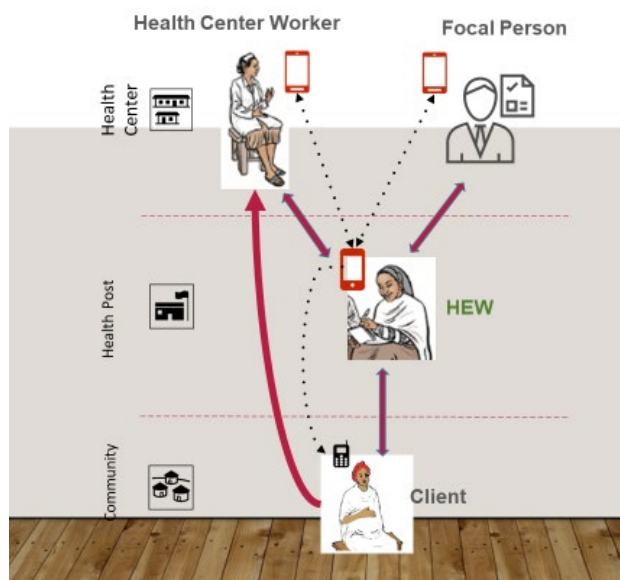 Health Center Worker
Focal Person
Health
Center
Health Post
HEW
Community
Client